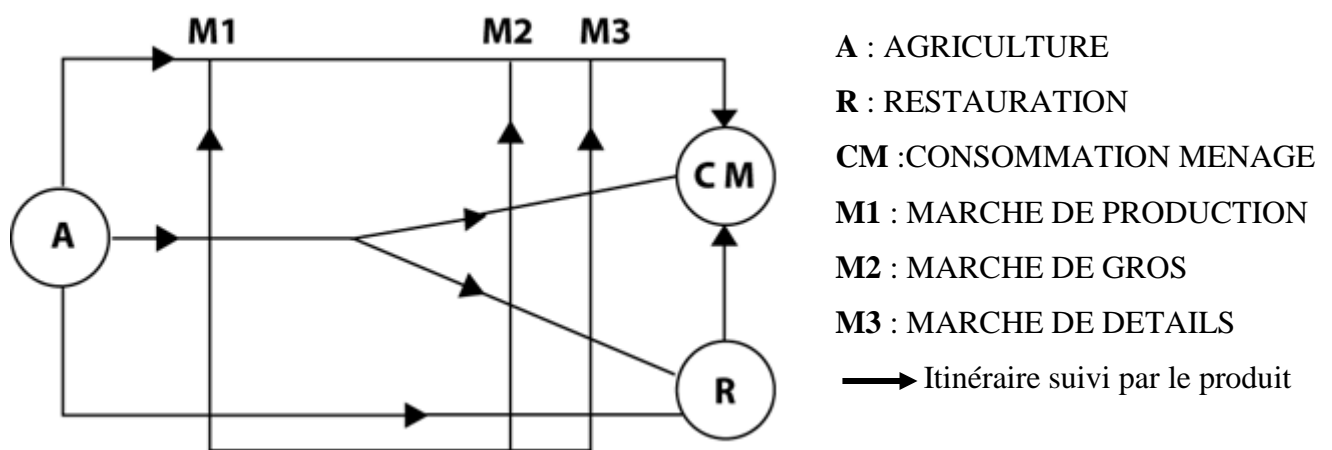 M1 M2 M3
A
CM
R
A : AGRICULTURE
R : RESTAURATION
CM :CONSOMMATION MENAGE
M1 : MARCHE DE PRODUCTION
M2 : MARCHE DE GROS
M3 : MARCHE DE DETAILS
Itinéraire suivi par le produit